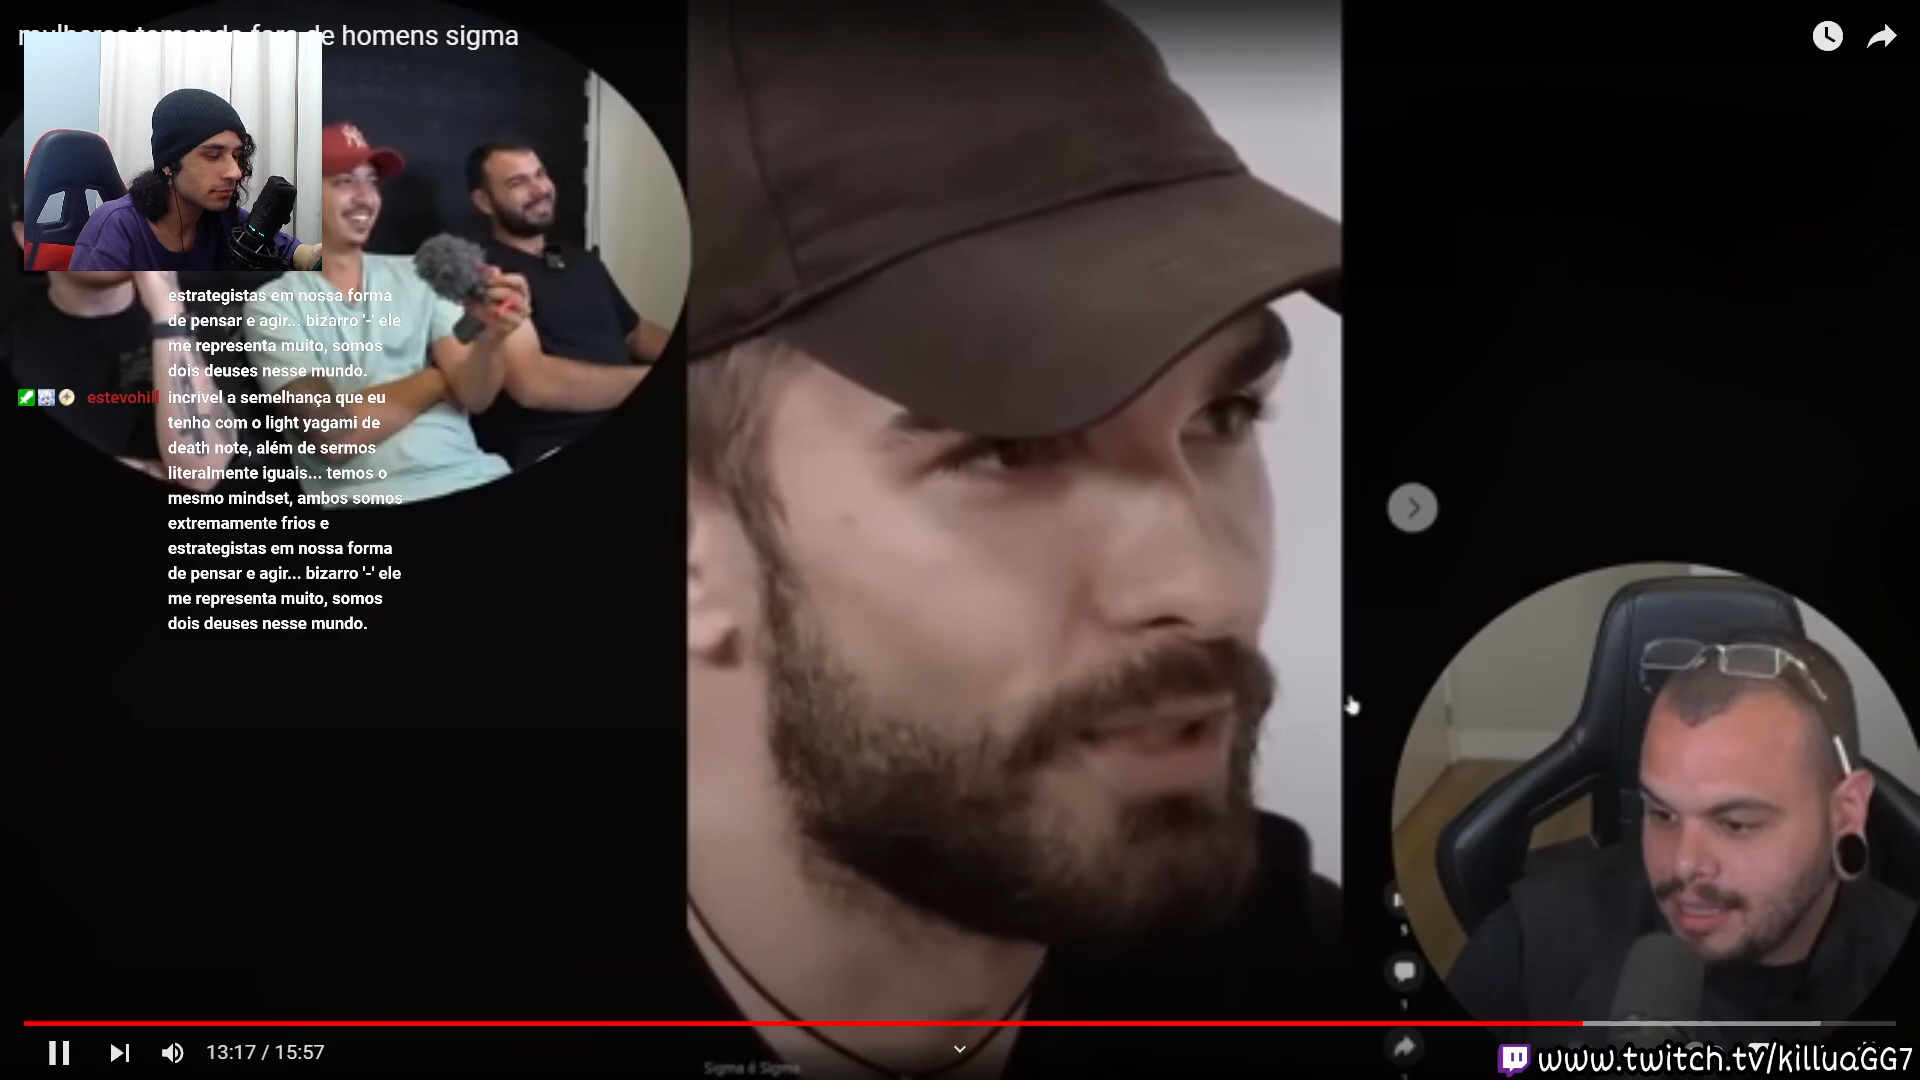 de homens sigma
estrategistas em nossa forma
de pensar e agir... bizarro '-' ele
me representa muito, somos
dois deuses nesse mundo.
estevohill incrível a semelhança que eu
tenho com o light yagami de
death note, além de sermos
literalmente iguais... temos o
mesmo mindset, ambos somos
extremamente frios e
estrategistas em nossa forma
de pensar e agir... bizarro '-' ele
me representa muito, somos
dois deuses nesse mundo.
13:17 / 15:57
Sigma é Sigma
www.twitch.tv/killuaGG7